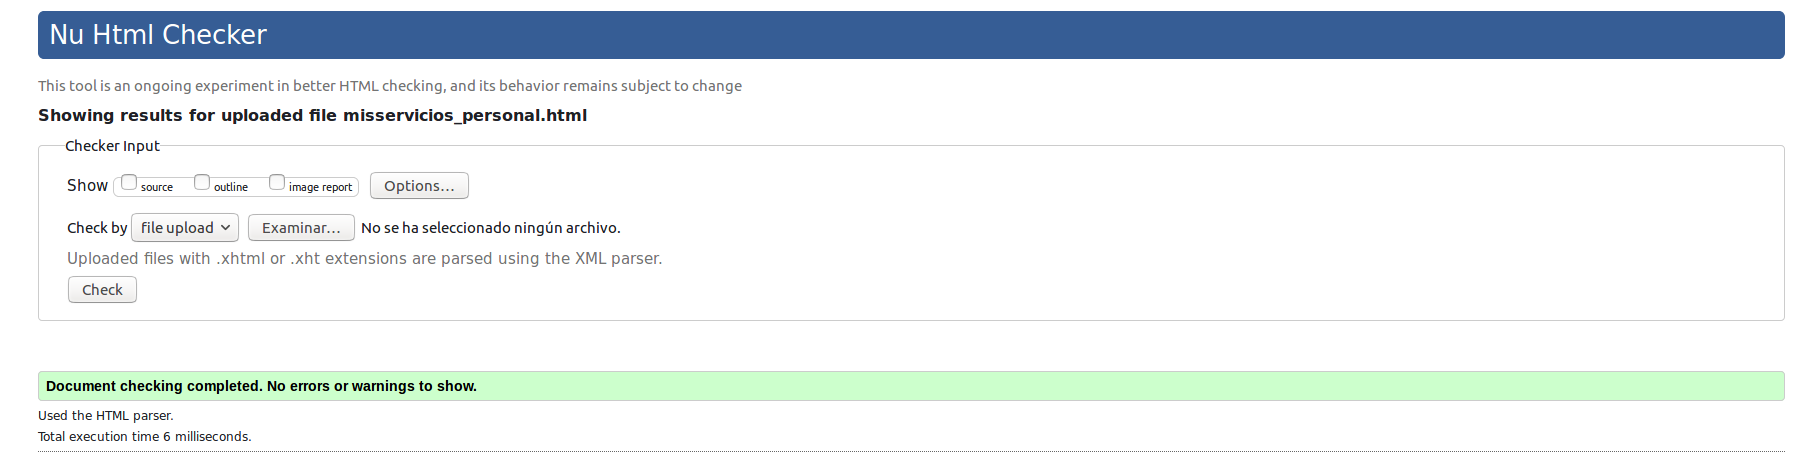 Nu Html Checker
This tool is an ongoing experiment in better HTML checking, and its behavior remains subject to change
Showing results for uploaded file misservicios_personal.html
Checker Input
Show source outline image report Options...
Check by file upload Examinar... No se ha seleccionado ningún archivo.
Uploaded files with .xhtml or .xht extensions are parsed using the XML parser.
Check
Document checking completed. No errors or warnings to show.
Used the HTML parser.
Total execution time 6 milliseconds.